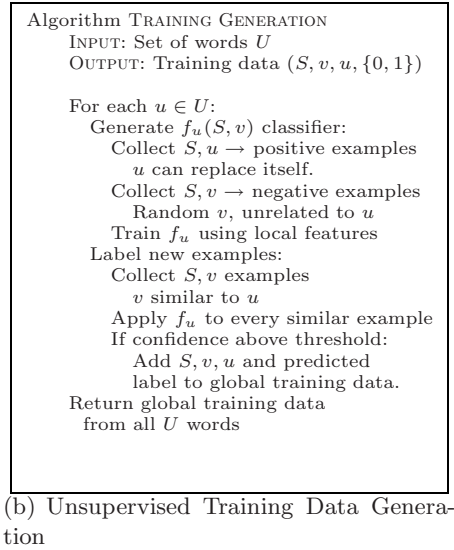 Algorithm TRAINING GENERATION
INPUT: Set of words U
OUTPUT: Training data (S, v, u, {0, 1})
For each u ∈ U:
Generate f_u(S, v) classifier:
Collect S, u → positive examples
u can replace itself.
Collect S, v → negative examples
Random v, unrelated to u
Train f_u using local features
Label new examples:
Collect S, v examples
v similar to u
Apply f_u to every similar example
If confidence above threshold:
Add S, v, u and predicted
label to global training data.
Return global training data
from all U words
(b) Unsupervised Training Data Genera-
tion